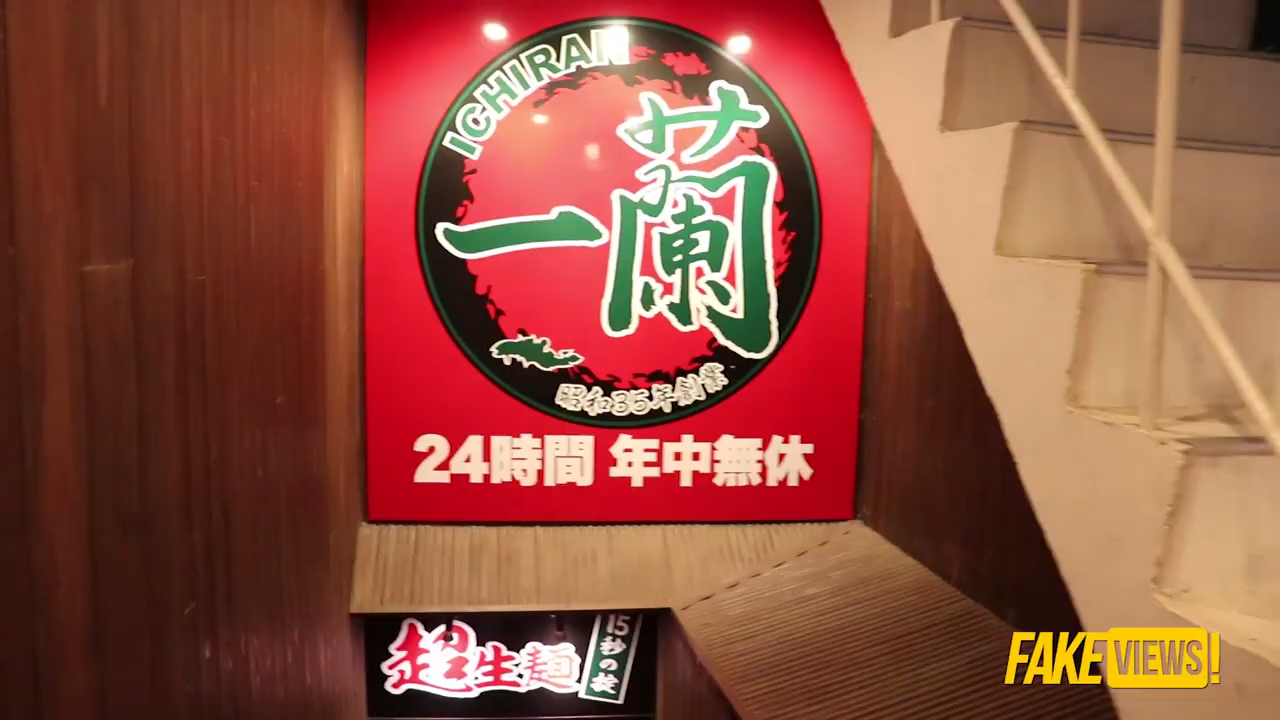 ICHIRAN
一蘭
昭和35年創業
24時間 年中無休
超生麺
15秒の掟
FAKE VIEWS!